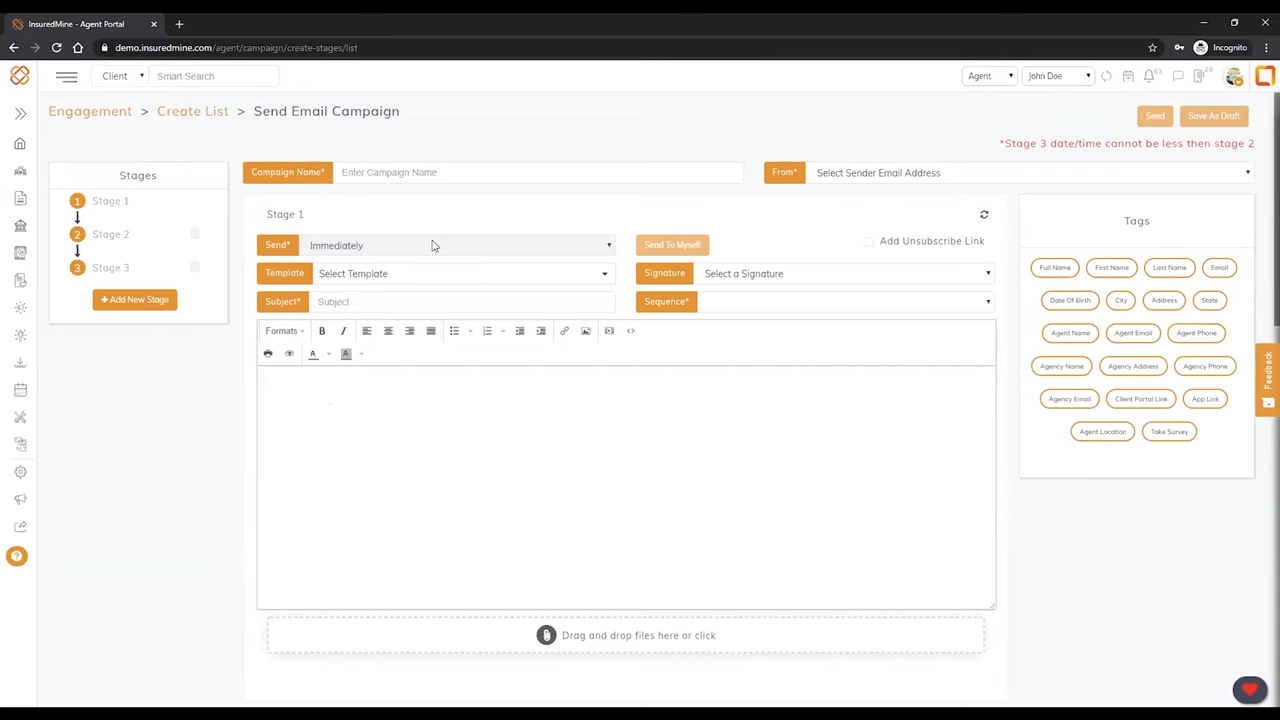 InsuredMine - Agent Portal
demo.insuredmine.com/agent/campaign/create-stages/list
Incognito
Client
Smart Search
Agent
John Doe
83
29
Engagement > Create List > Send Email Campaign
Send
Save As Draft
*Stage 3 date/time cannot be less then stage 2
Stages
1 Stage 1
2 Stage 2
3 Stage 3
+ Add New Stage
Campaign Name*
Enter Campaign Name
From*
Select Sender Email Address
Stage 1
Send*
Immediately
Send To Myself
Add Unsubscribe Link
Template
Select Template
Signature
Select a Signature
Subject*
Subject
Sequence*
Formats
B
I
A
A
Drag and drop files here or click
Tags
Full Name
First Name
Last Name
Email
Date Of Birth
City
Address
State
Agent Name
Agent Email
Agent Phone
Agency Name
Agency Address
Agency Phone
Agency Email
Client Portal Link
App Link
Agent Location
Take Survey
Feedback